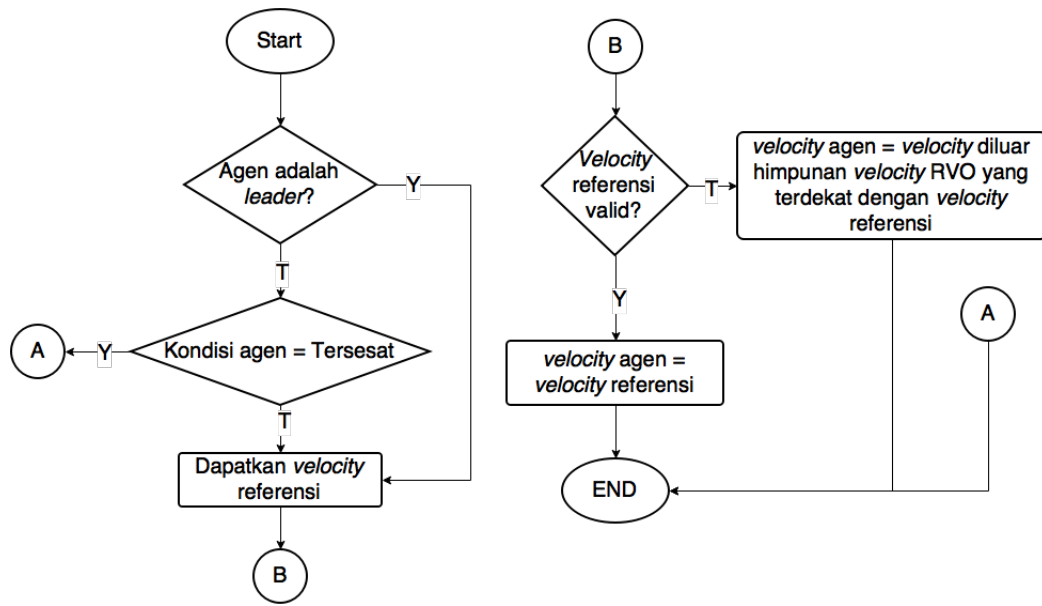 Start
Agen adalah
leader?
Y
T
Kondisi agen = Tersesat
Y
A
T
Dapatkan velocity
referensi
B
B
Velocity
referensi
valid?
T
velocity agen = velocity diluar
himpunan velocity RVO yang
terdekat dengan velocity
referensi
Y
velocity agen =
velocity referensi
A
END